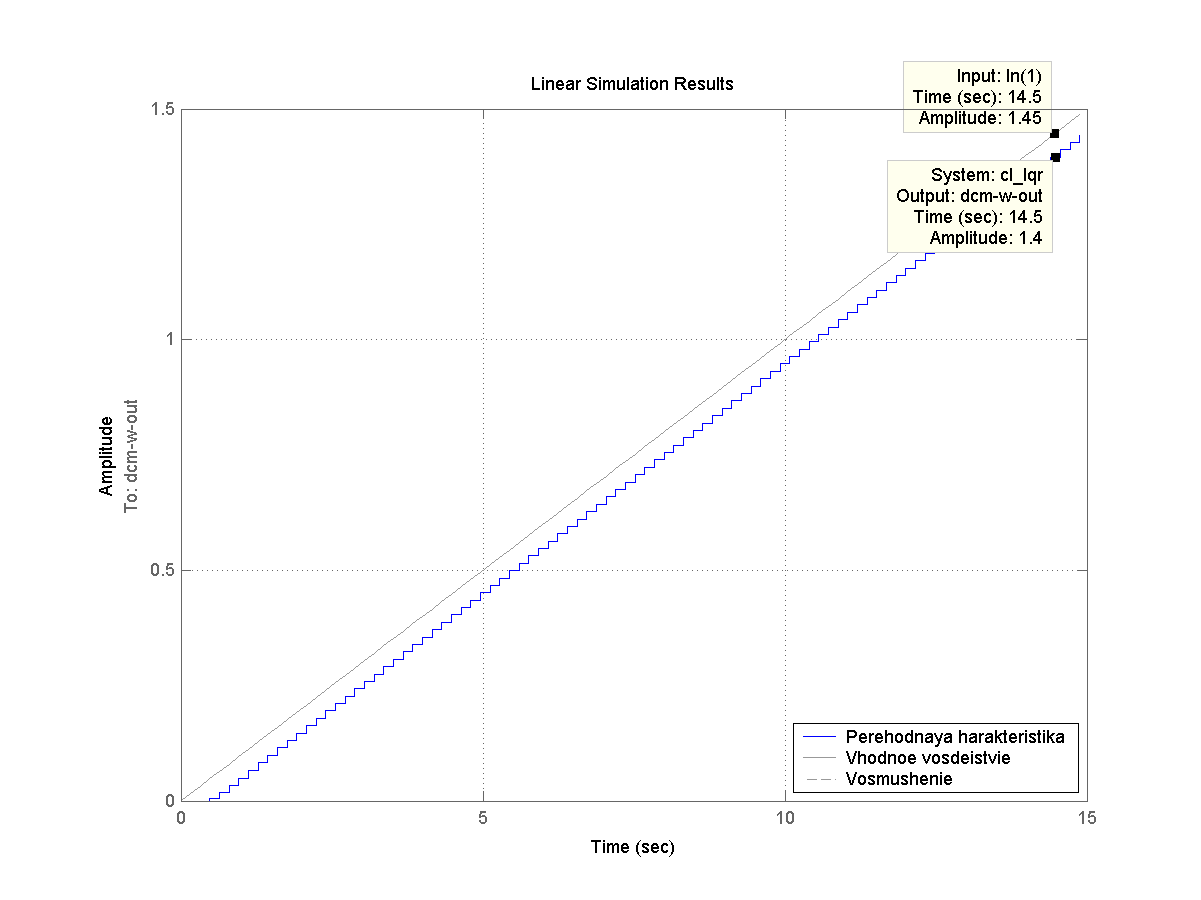 Linear Simulation Results
Input: In(1)
Time (sec): 14.5
Amplitude: 1.45
System: cl_lqr
Output: dcm-w-out
Time (sec): 14.5
Amplitude: 1.4
1.5
1
0.5
0
Amplitude
To: dcm-w-out
0
5
10
15
Time (sec)
Perehodnaya harakteristika
Vhodnoe vosdeistvie
Vosmushenie